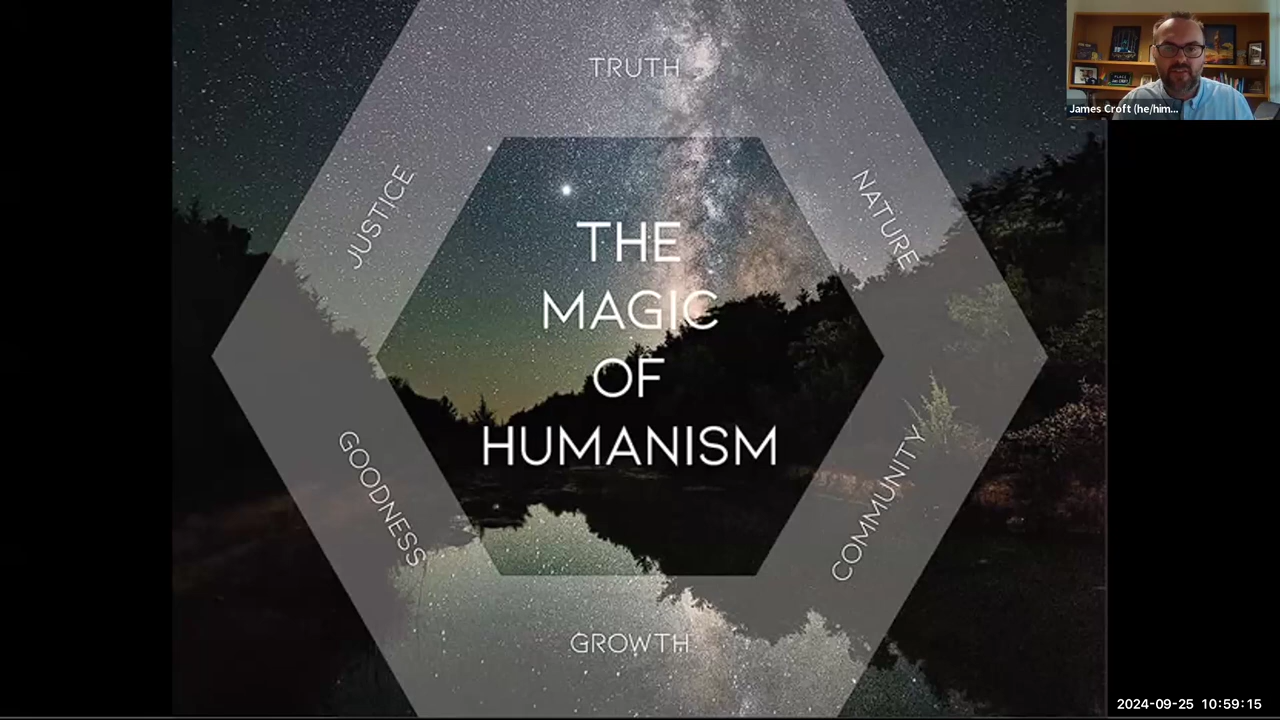 TRUTH
James Croft (he/him...
JUSTICE
NATURE
THE
MAGIC
OF
HUMANISM
GOODNESS
COMMUNITY
GROWTH
2024-09-25 10:59:15